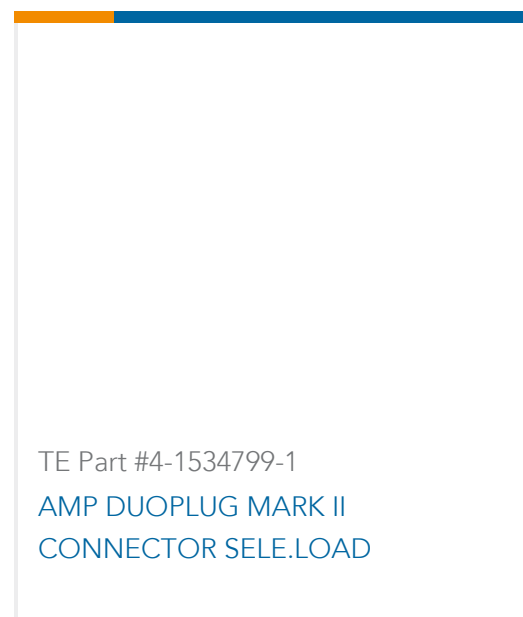 TE Part #4-1534799-1
AMP DUOPLUG MARK II
CONNECTOR SELE.LOAD